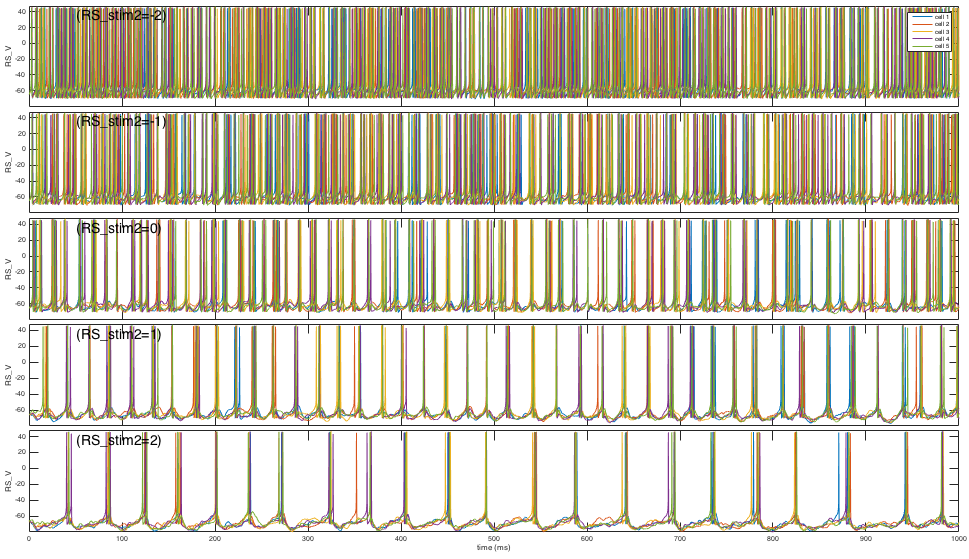 (RS_stim2=-2)
cell 1
cell 2
cell 3
cell 4
cell 5
RS_V
40
20
0
-20
-40
-60
(RS_stim2=-1)
RS_V
40
20
0
-20
-40
-60
(RS_stim2=0)
RS_V
40
20
0
-20
-40
-60
(RS_stim2=1)
RS_V
40
20
0
-20
-40
-60
(RS_stim2=2)
RS_V
40
20
0
-20
-40
-60
0 100 200 300 400 500 600 700 800 900 1000
time (ms)